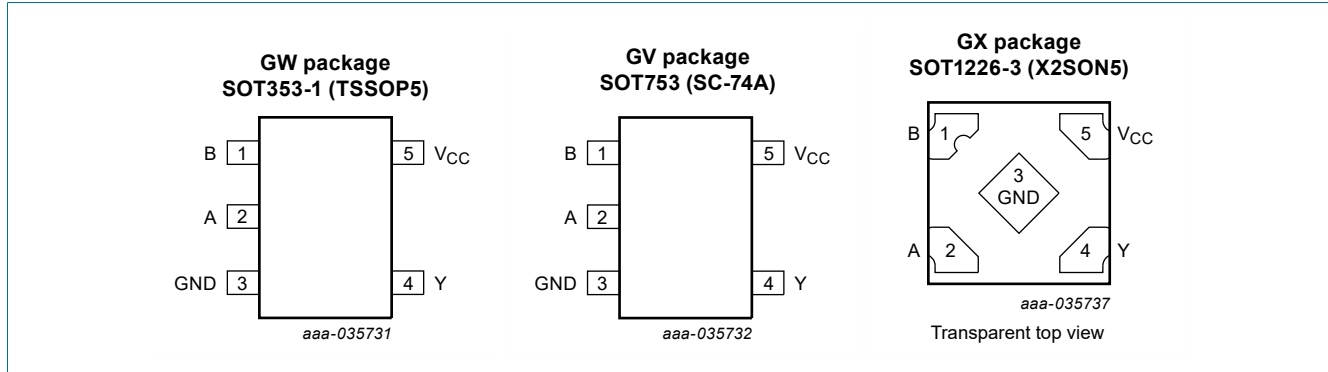 GW package
SOT353-1 (TSSOP5)
B 1
5 VCC
A 2
GND 3
4 Y
aaa-035731
GV package
SOT753 (SC-74A)
B 1
5 VCC
A 2
GND 3
4 Y
aaa-035732
GX package
SOT1226-3 (X2SON5)
B 1
5 VCC
3
GND
A 2
4 Y
aaa-035737
Transparent top view